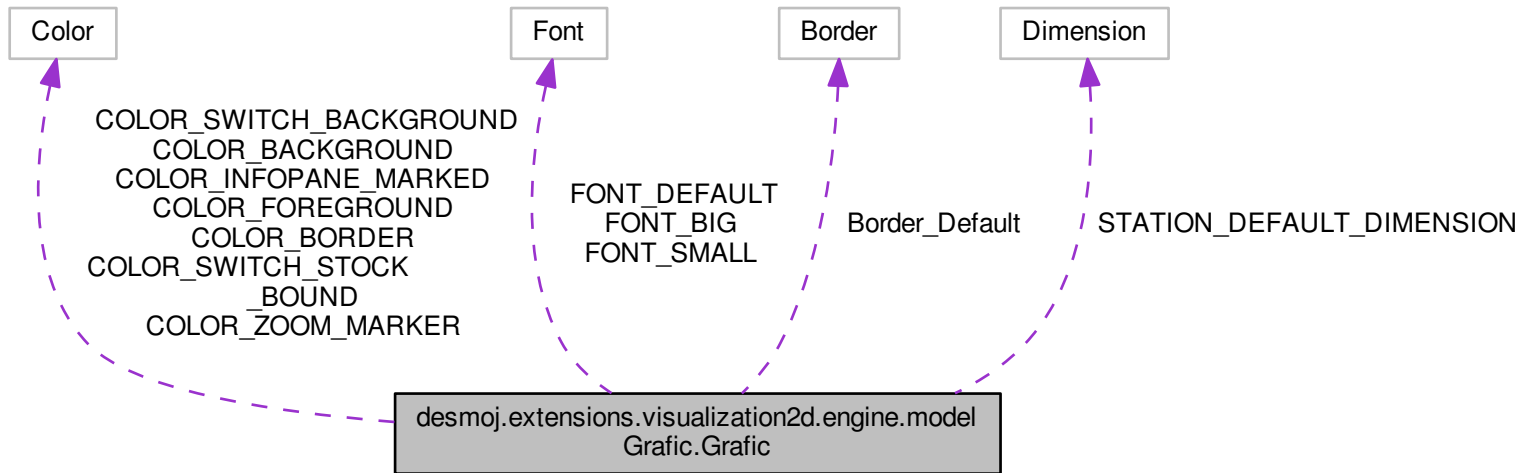 Color
Font
Border
Dimension
COLOR_SWITCH_BACKGROUND
COLOR_BACKGROUND
COLOR_INFOPANE_MARKED
COLOR_FOREGROUND
COLOR_BORDER
COLOR_SWITCH_STOCK
_BOUND
COLOR_ZOOM_MARKER
FONT_DEFAULT
FONT_BIG
FONT_SMALL
Border_Default
STATION_DEFAULT_DIMENSION
desmoj.extensions.visualization2d.engine.model
Grafic.Grafic